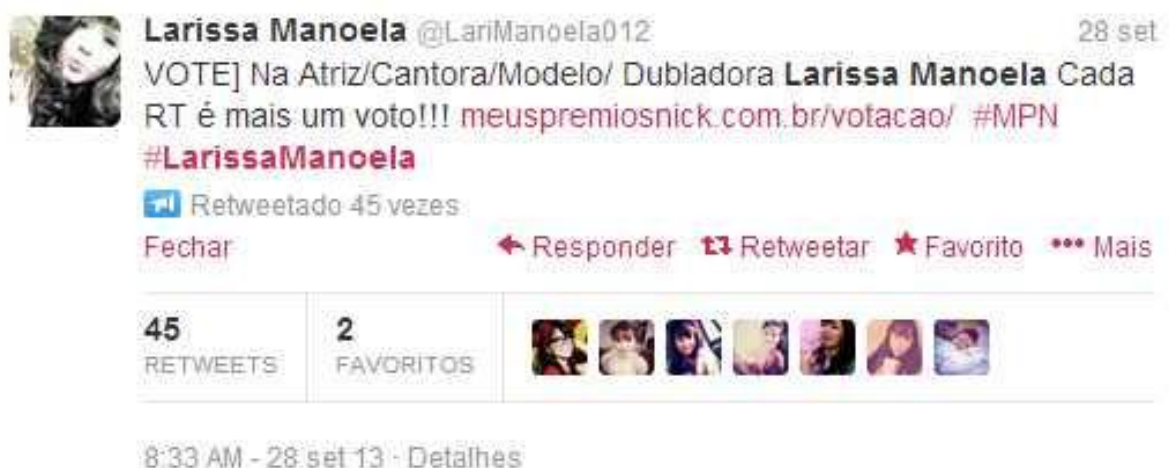 Larissa Manoela @LariManoela012 28 set
VOTE] Na Atriz/Cantora/Modelo/ Dubladora Larissa Manoela Cada
RT é mais um voto!!! meuspremiosnick.com.br/votacao/ #MPN
#LarissaManoela
Retweetado 45 vezes
Fechar Responder Retweetar Favorito Mais
45 2
RETWEETS FAVORITOS
8:33 AM - 28 set 13 · Detalhes